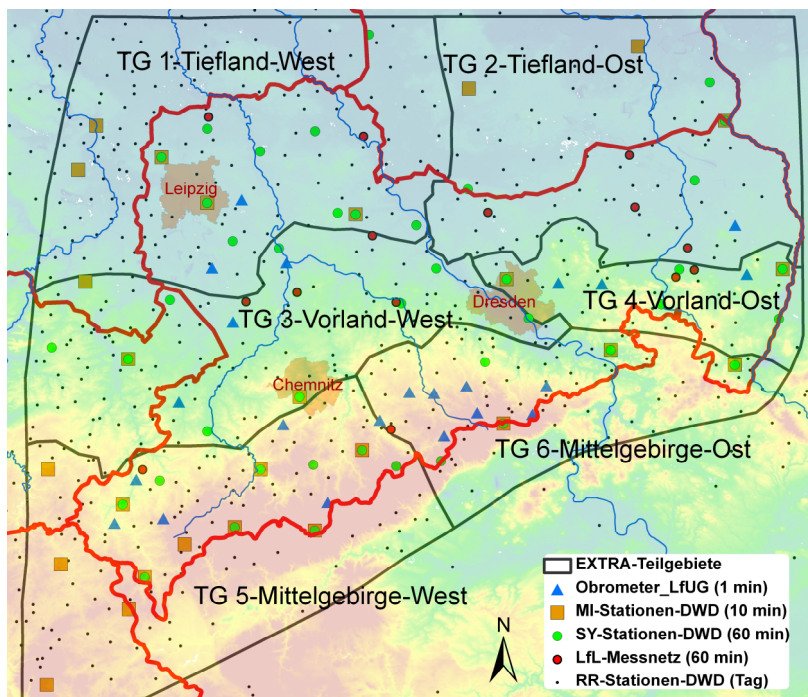 TG 1-Tiefland-West
TG 2-Tiefland-Ost
Leipzig
Dresden
TG 4-Vorland-Ost
TG 3-Vorland-West
Chemnitz
TG 6-Mittelgebirge-Ost
TG 5-Mittelgebirge-West
N
EXTRA-Teilgebiete
Obrometer_LfUG (1 min)
MI-Stationen-DWD (10 min)
SY-Stationen-DWD (60 min)
LfL-Messnetz (60 min)
RR-Stationen-DWD (Tag)